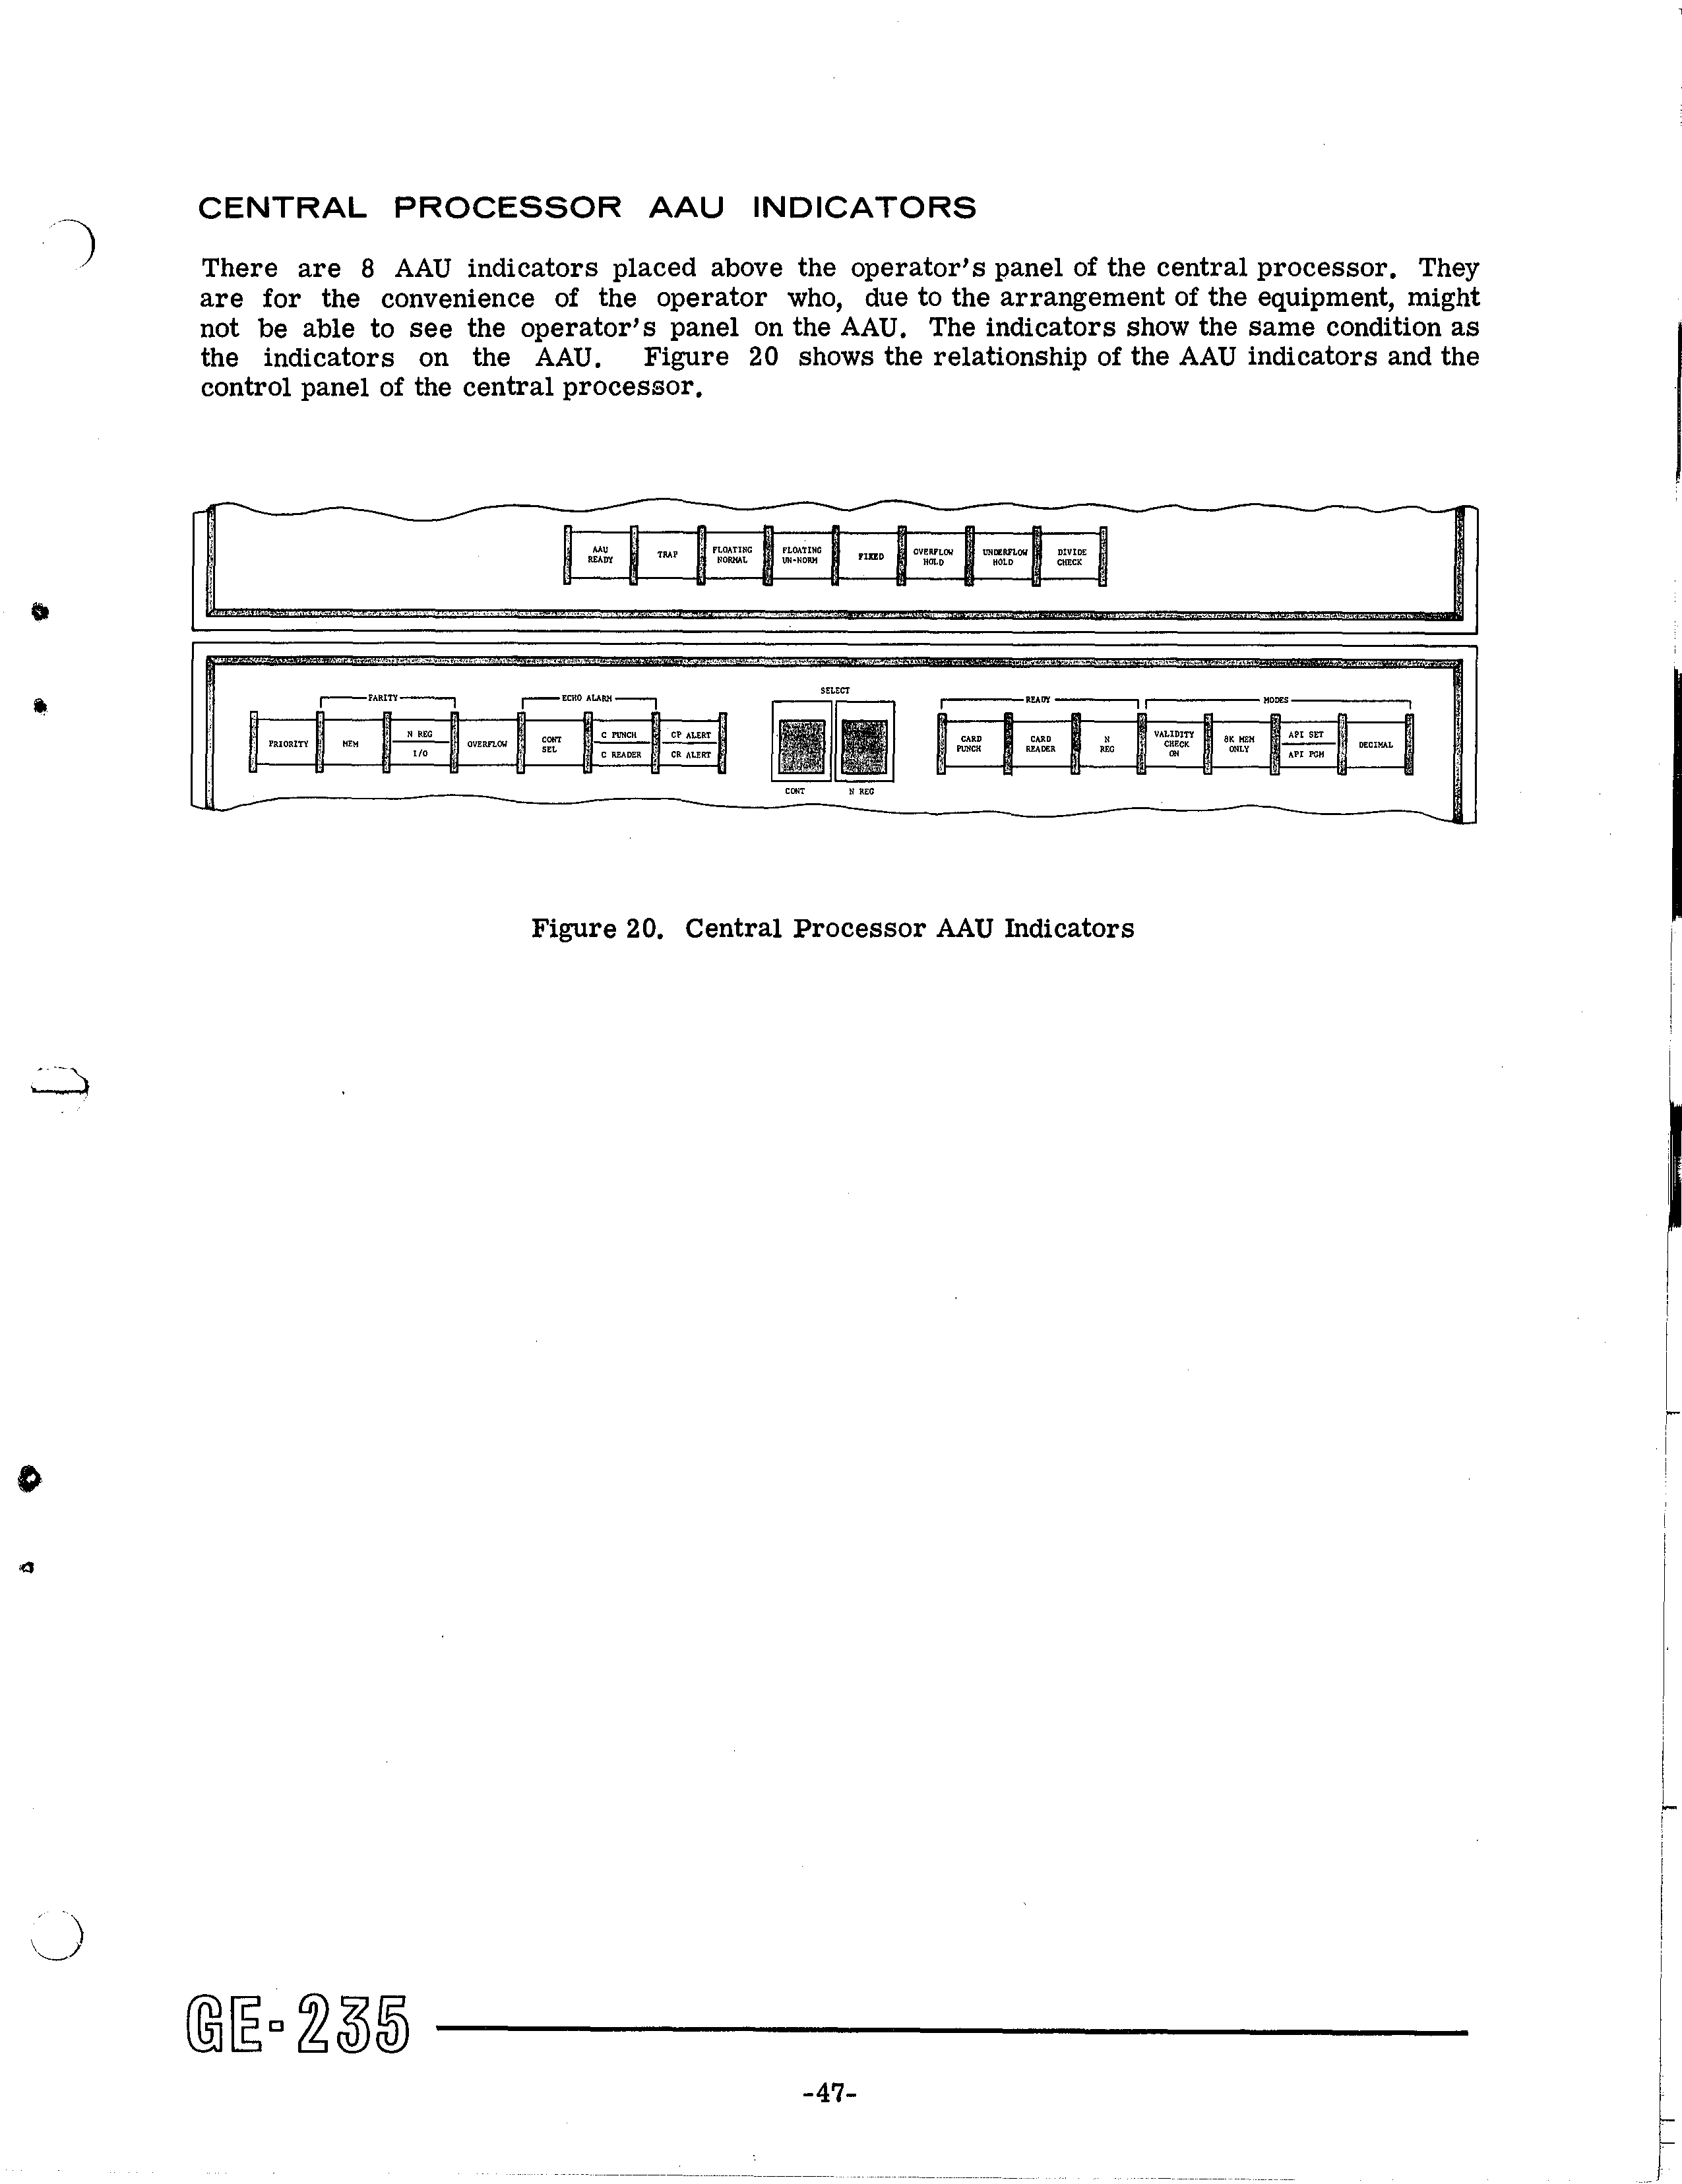 CENTRAL PROCESSOR AAU INDICATORS
There are 8 AAU indicators placed above the operator's panel of the central processor. They
are for the convenience of the operator who, due to the arrangement of the equipment, might
not be able to see the operator's panel on the AAU. The indicators show the same condition as
the indicators on the AAU. Figure 20 shows the relationship of the AAU indicators and the
control panel of the central processor.
AAU
READY
TRAP
FLOATING
NORMAL
FLOATING
UN-NORM
FIXED
OVERFLOW
HOLD
UNDERFLOW
HOLD
DIVIDE
CHECK
PARITY
ECHO ALARM
SELECT
READY
MODES
PRIORITY
MEM
N REG
I/O
OVERFLOW
CONT
SEL
C PUNCH
C READER
CP ALERT
CR ALERT
CONT
N REG
CARD
PUNCH
CARD
READER
N
REG
VALIDITY
CHECK
ON
8K MEM
ONLY
API SET
API PGM
DECIMAL
Figure 20. Central Processor AAU Indicators
GE-235
-47-